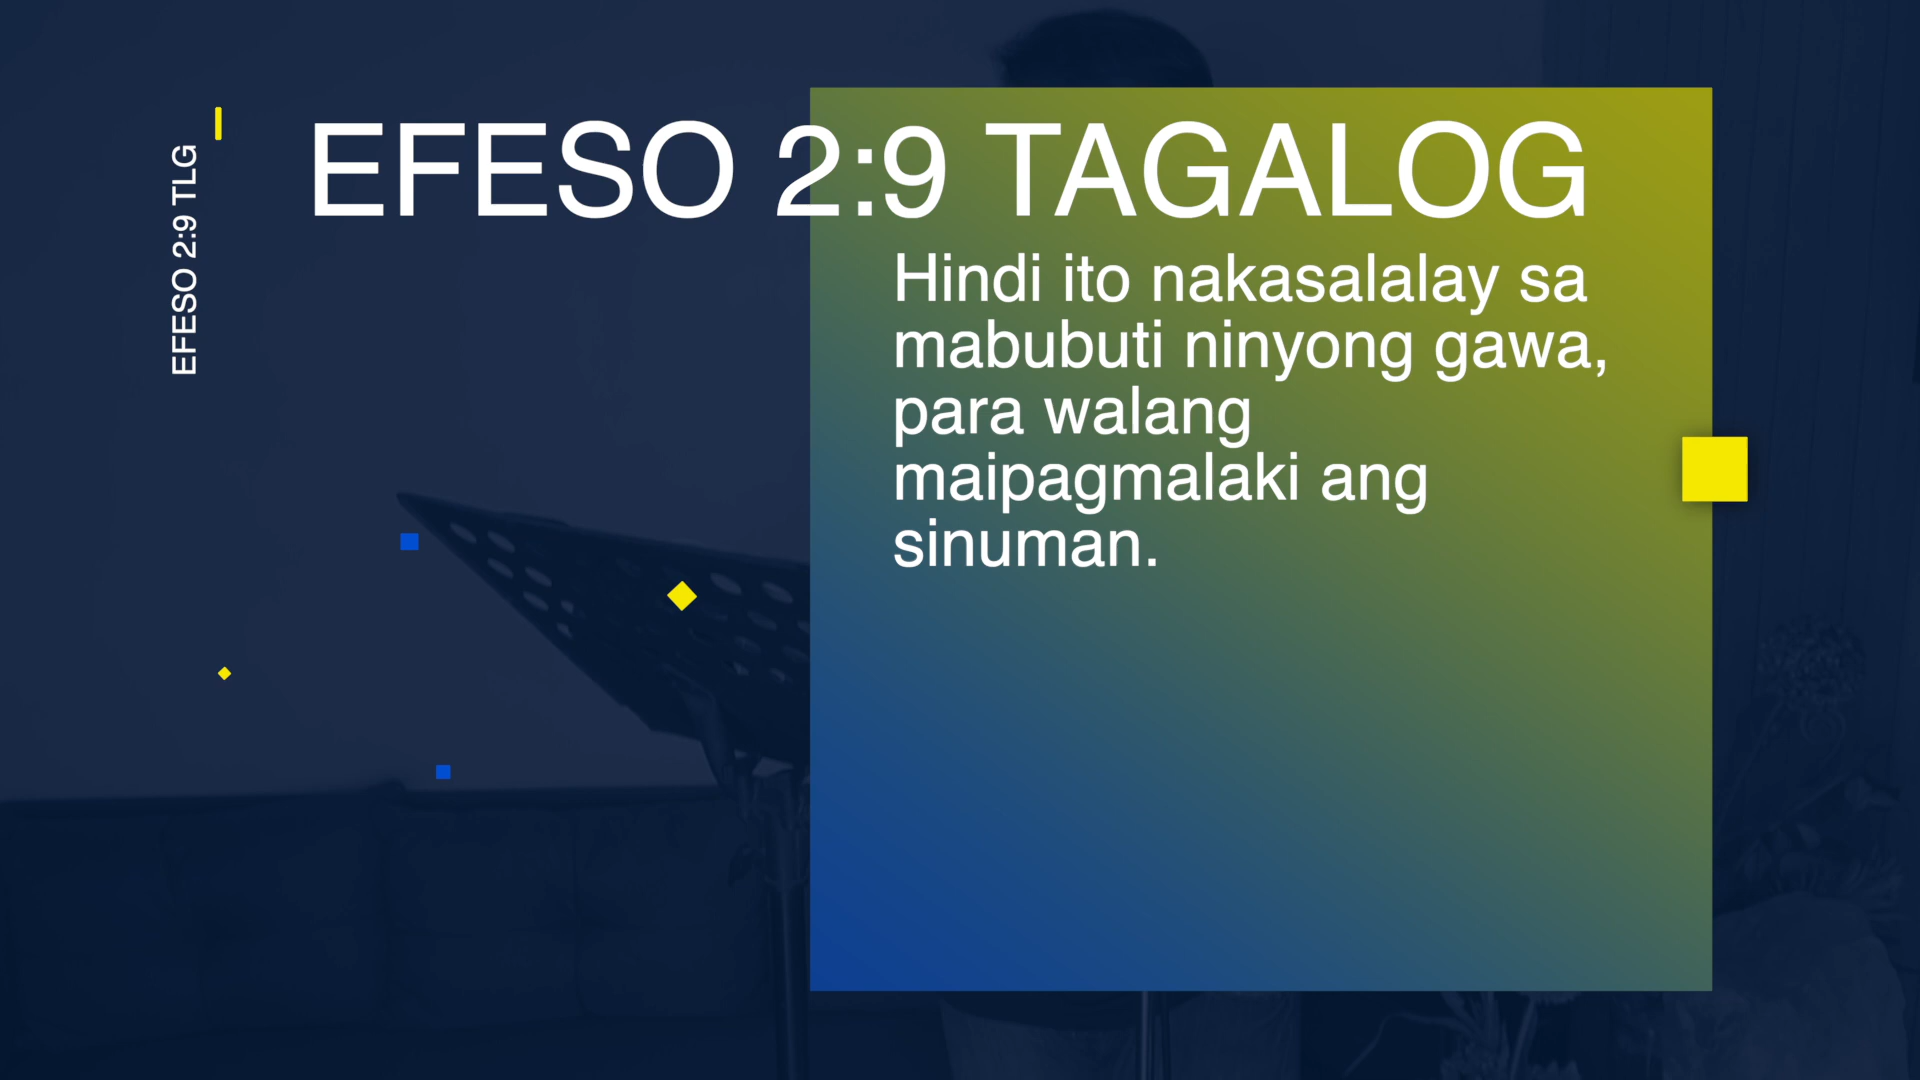 EFESO 2:9 TLG
EFESO 2:9 TAGALOG
Hindi ito nakasalalay sa
mabubuti ninyong gawa,
para walang
maipagmalaki ang
sinuman.